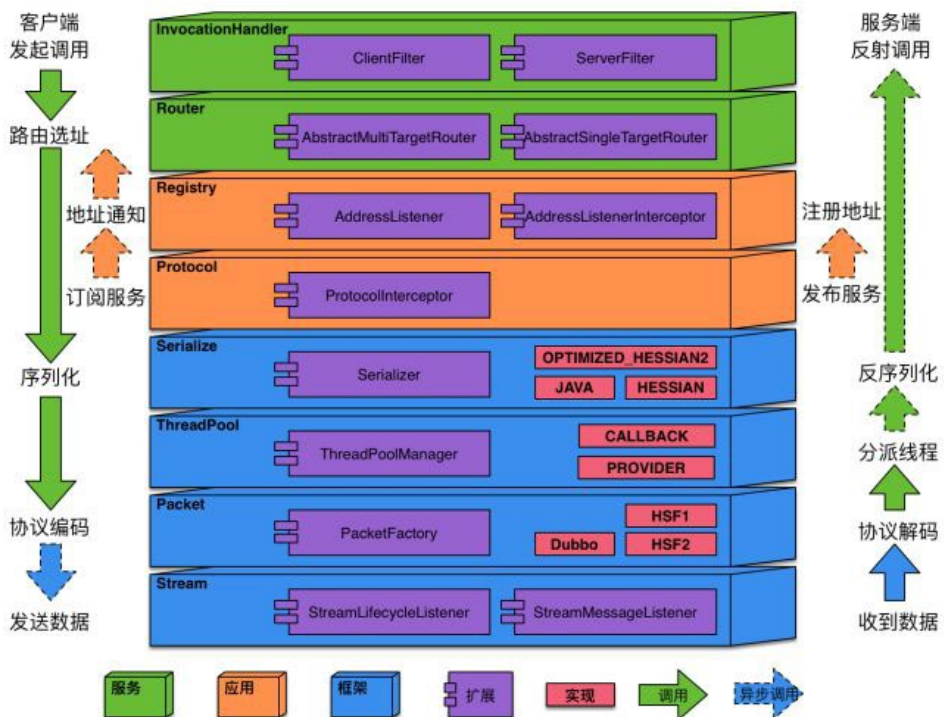 客户端
发起调用
路由选址
地址通知
订阅服务
序列化
协议编码
发送数据
InvocationHandler
ClientFilter
ServerFilter
Router
AbstractMultiTargetRouter
AbstractSingleTargetRouter
Registry
AddressListener
AddressListenerInterceptor
Protocol
ProtocolInterceptor
Serialize
Serializer
OPTIMIZED_HESSIAN2
JAVA
HESSIAN
ThreadPool
ThreadPoolManager
CALLBACK
PROVIDER
Packet
PacketFactory
HSF1
Dubbo
HSF2
Stream
StreamLifecycleListener
StreamMessageListener
服务端
反射调用
注册地址
发布服务
反序列化
分派线程
协议解码
收到数据
服务
应用
框架
扩展
实现
调用
异步调用